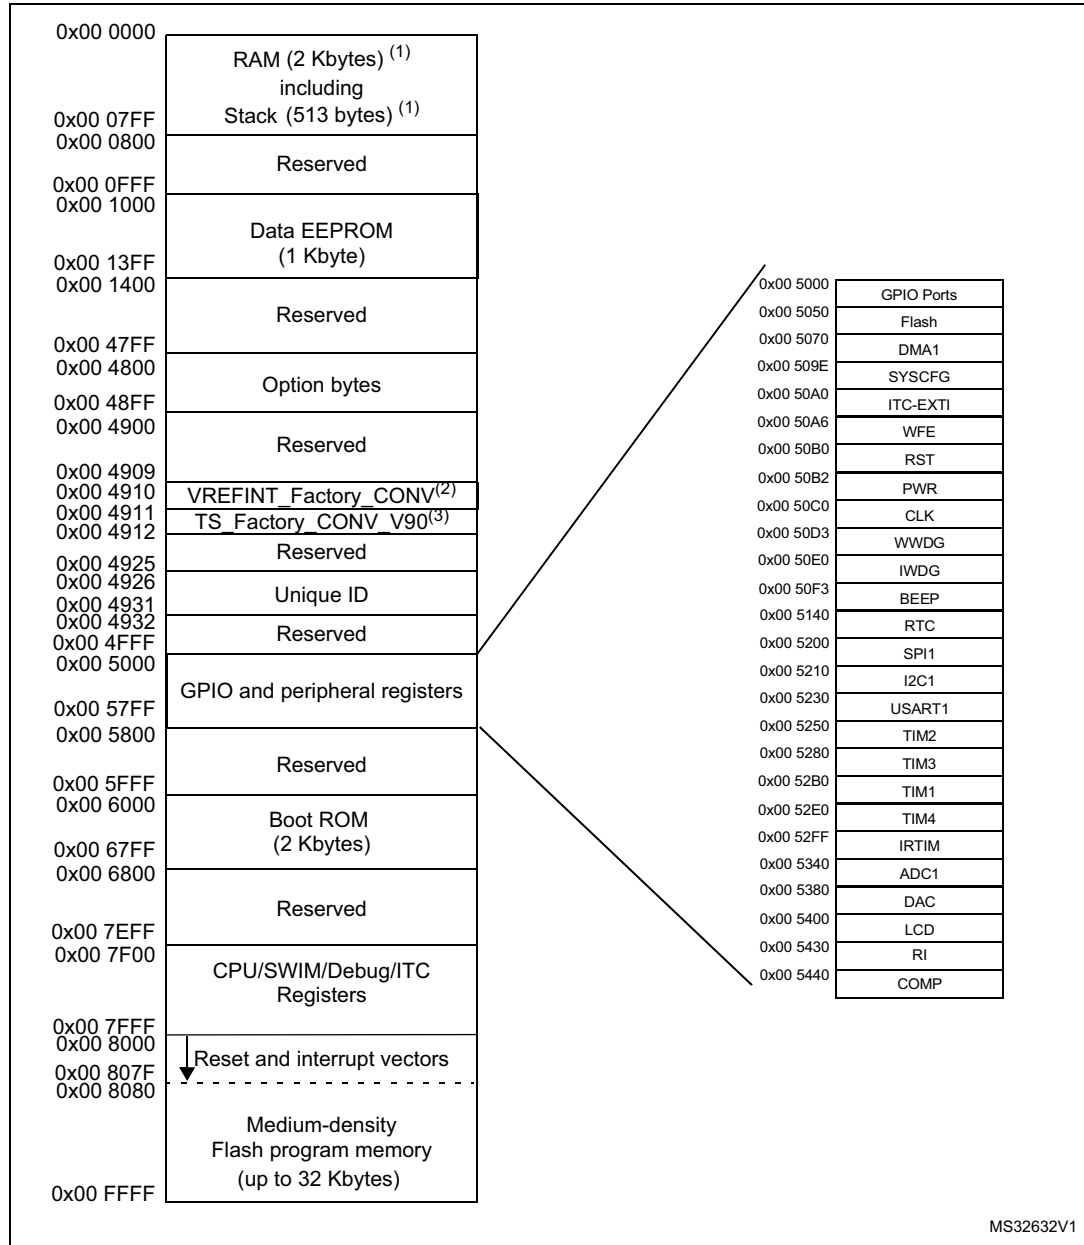 0x00 0000
RAM (2 Kbytes) (1)
including
Stack (513 bytes) (1)
0x00 07FF
0x00 0800
Reserved
0x00 0FFF
0x00 1000
Data EEPROM
(1 Kbyte)
0x00 13FF
0x00 1400
Reserved
0x00 47FF
0x00 4800
Option bytes
0x00 48FF
0x00 4900
Reserved
0x00 4909
0x00 4910
VREFINT_Factory_CONV(2)
0x00 4911
TS_Factory_CONV_V90(3)
0x00 4912
Reserved
0x00 4925
0x00 4926
Unique ID
0x00 4931
0x00 4932
Reserved
0x00 4FFF
0x00 5000
GPIO and peripheral registers
0x00 57FF
0x00 5800
Reserved
0x00 5FFF
0x00 6000
Boot ROM
(2 Kbytes)
0x00 67FF
0x00 6800
Reserved
0x00 7EFF
0x00 7F00
CPU/SWIM/Debug/ITC
Registers
0x00 7FFF
0x00 8000
Reset and interrupt vectors
0x00 807F
0x00 8080
Medium-density
Flash program memory
(up to 32 Kbytes)
0x00 FFFF
0x00 5000
GPIO Ports
0x00 5050
Flash
0x00 5070
DMA1
0x00 509E
SYSCFG
0x00 50A0
ITC-EXTI
0x00 50A6
WFE
0x00 50B0
RST
0x00 50B2
PWR
0x00 50C0
CLK
0x00 50D3
WWDG
0x00 50E0
IWDG
0x00 50F3
BEEP
0x00 5140
RTC
0x00 5200
SPI1
0x00 5210
I2C1
0x00 5230
USART1
0x00 5250
TIM2
0x00 5280
TIM3
0x00 52B0
TIM1
0x00 52E0
TIM4
0x00 52FF
IRTIM
0x00 5340
ADC1
0x00 5380
DAC
0x00 5400
LCD
0x00 5430
RI
0x00 5440
COMP
MS32632V1